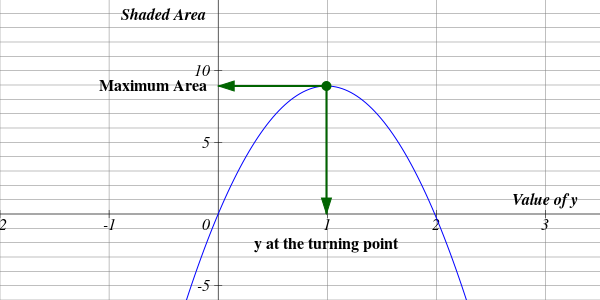 Shaded Area
10
Maximum Area
5
Value of y
2 -1 0 1 2 3
y at the turning point
-5